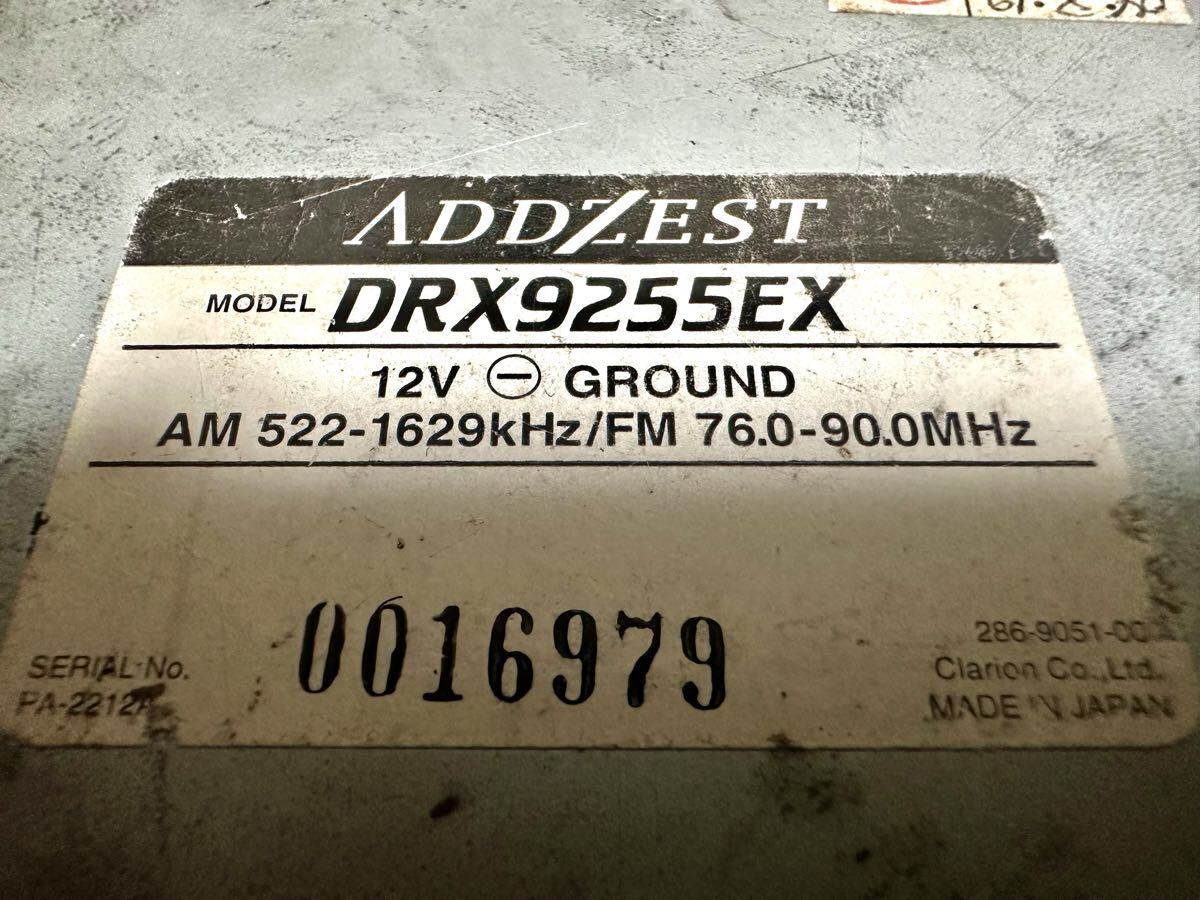 ADDZEST
MODEL DRX9255EX
12V ⊖ GROUND
AM 522-1629kHz/FM 76.0-90.0MHz
0016979
SERIAL No.
PA-2212A
286-9051-00
Clarion Co., Ltd.
MADE IN JAPAN